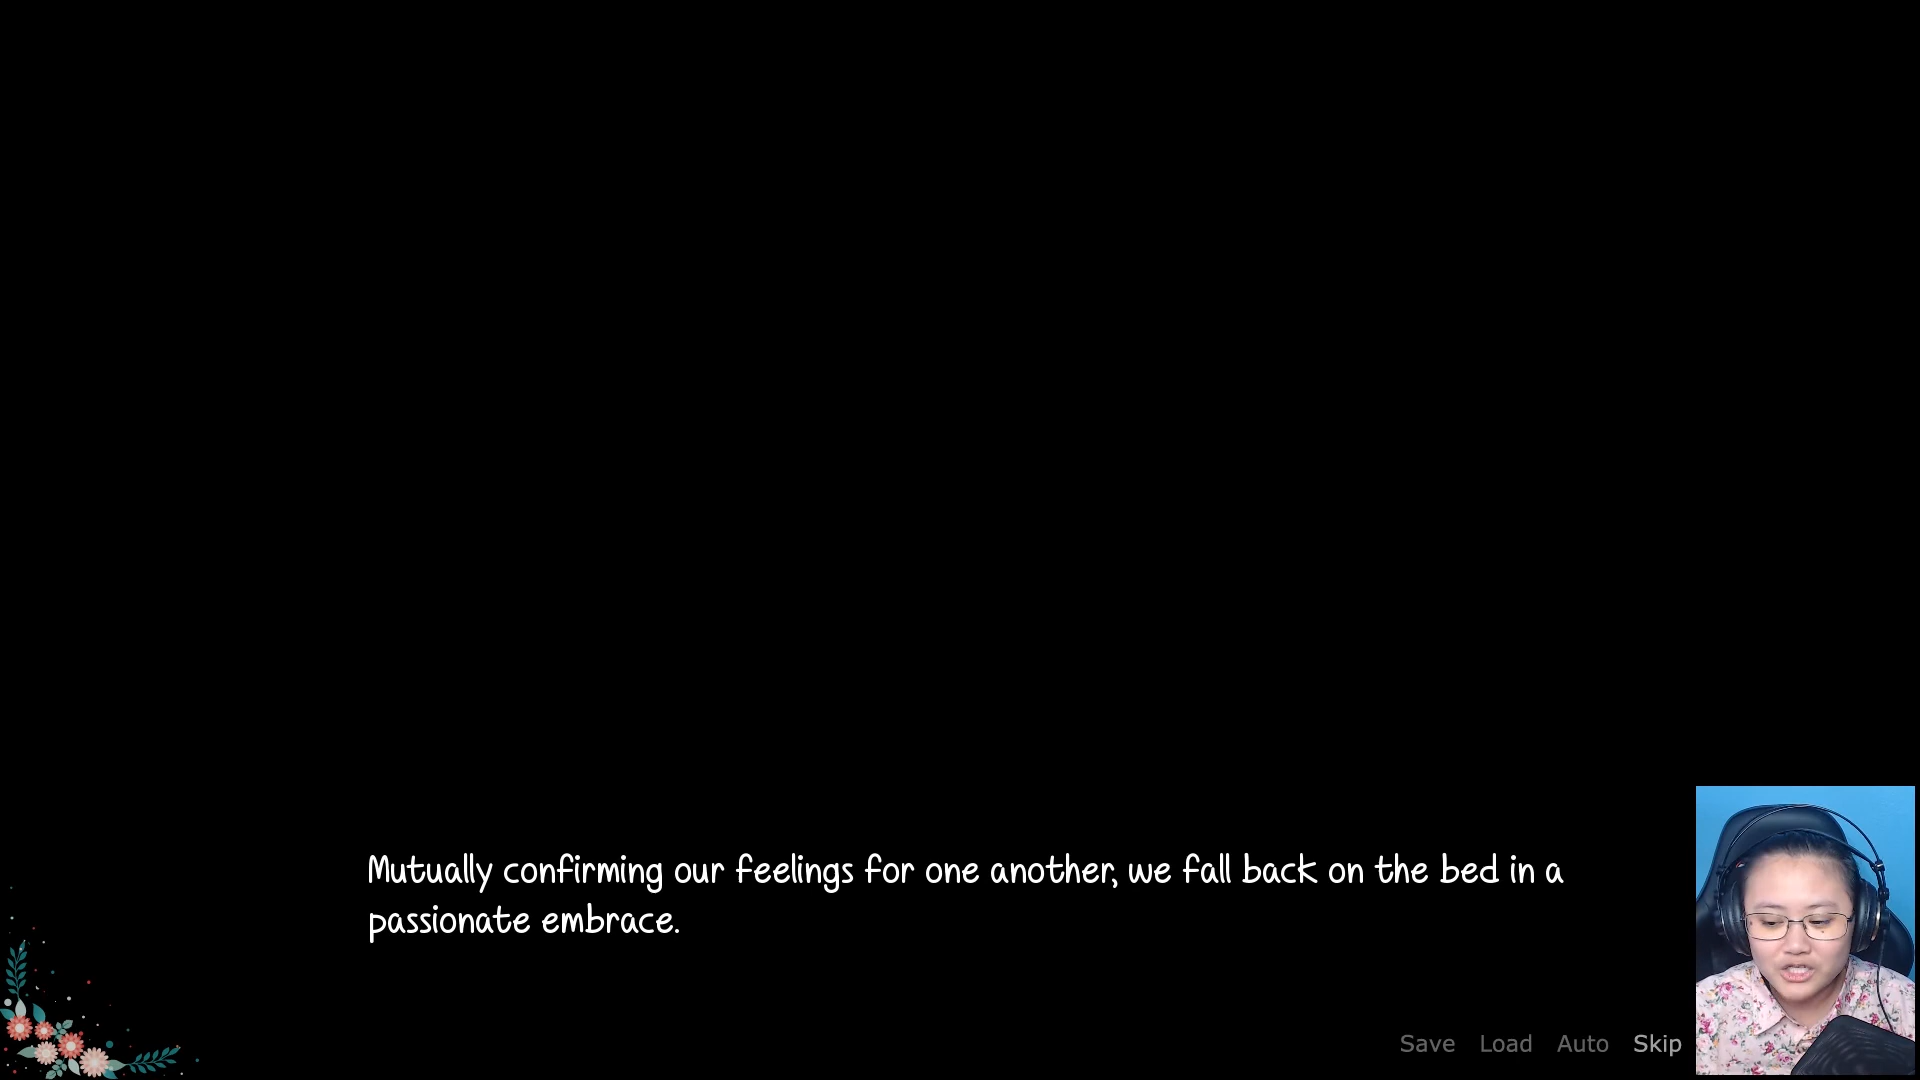 Mutually confirming our feelings for one another, we fall back on the bed in a
passionate embrace.
Save Load Auto Skip